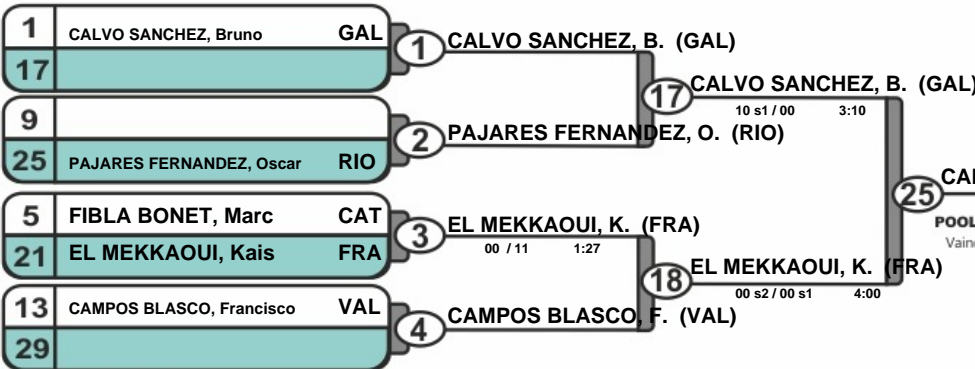 1 CALVO SANCHEZ, Bruno GAL
17
9
25 PAJARES FERNANDEZ, Oscar RIO
5 FIBLA BONET, Marc CAT
21 EL MEKKAOUI, Kais FRA
13 CAMPOS BLASCO, Francisco VAL
29
1 CALVO SANCHEZ, B. (GAL)
2 PAJARES FERNANDEZ, O. (RIO)
3 EL MEKKAOUI, K. (FRA)
00 / 11 1:27
4 CAMPOS BLASCO, F. (VAL)
17 CALVO SANCHEZ, B. (GAL)
10 s1 / 00 3:10
18 EL MEKKAOUI, K. (FRA)
00 s2 / 00 s1 4:00
25
POOL